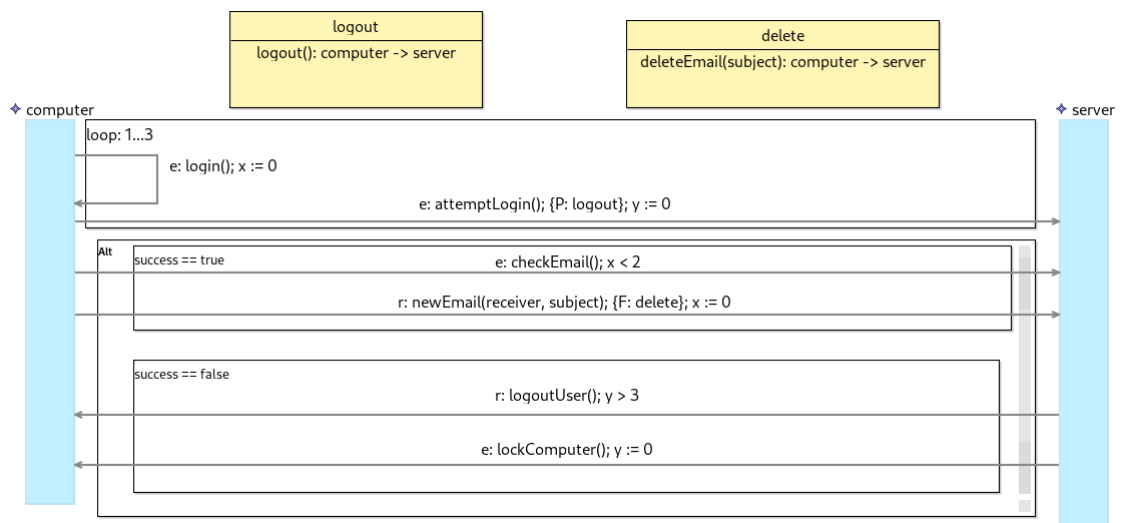 logout
logout(): computer -> server
delete
deleteEmail(subject): computer -> server
computer
server
loop: 1...3
e: login(); x := 0
e: attemptLogin(); {P: logout}; y := 0
Alt
success == true
e: checkEmail(); x < 2
r: newEmail(receiver, subject); {F: delete}; x := 0
success == false
r: logoutUser(); y > 3
e: lockComputer(); y := 0